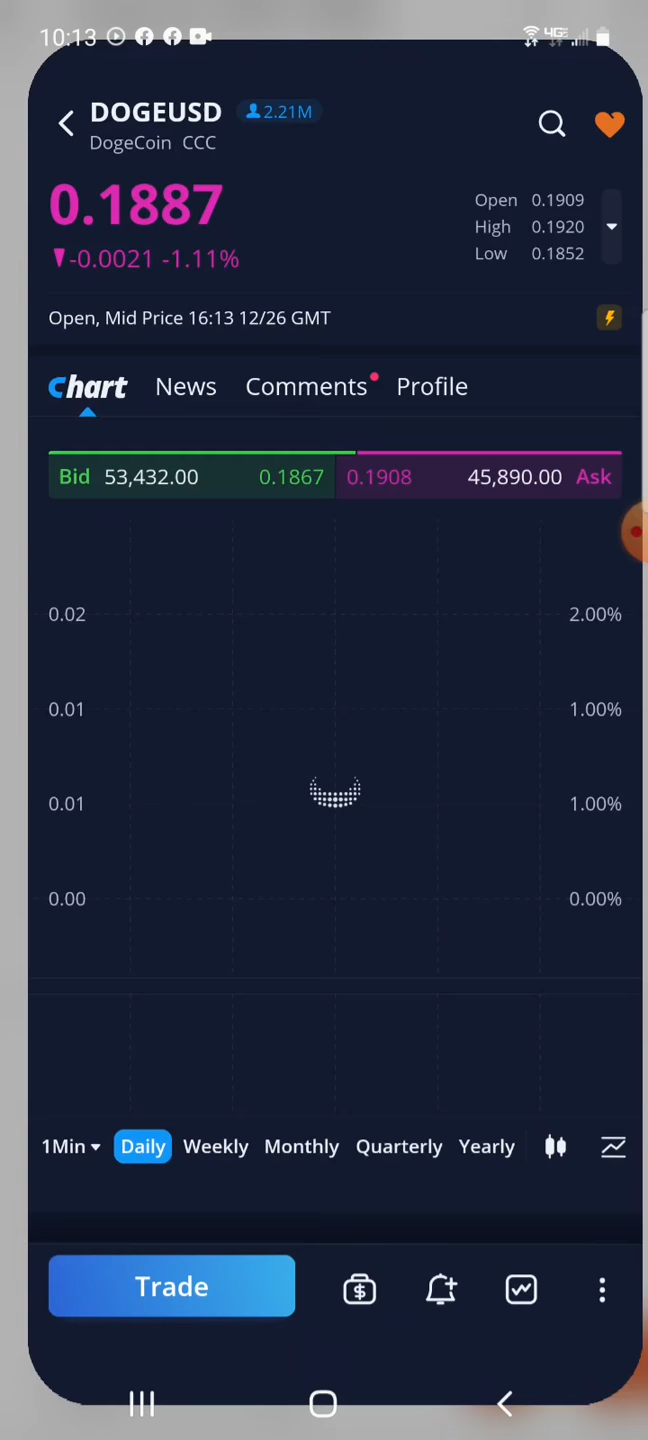 10:13 4GE
DOGEUSD 2.21M
DogeCoin CCC
0.1887
-0.0021 -1.11%
Open 0.1909
High 0.1920
Low 0.1852
Open, Mid Price 16:13 12/26 GMT
Chart News Comments Profile
Bid 53,432.00 0.1867 0.1908 45,890.00 Ask
0.02 2.00%
0.01 1.00%
0.01 1.00%
0.00 0.00%
1Min Daily Weekly Monthly Quarterly Yearly
Trade